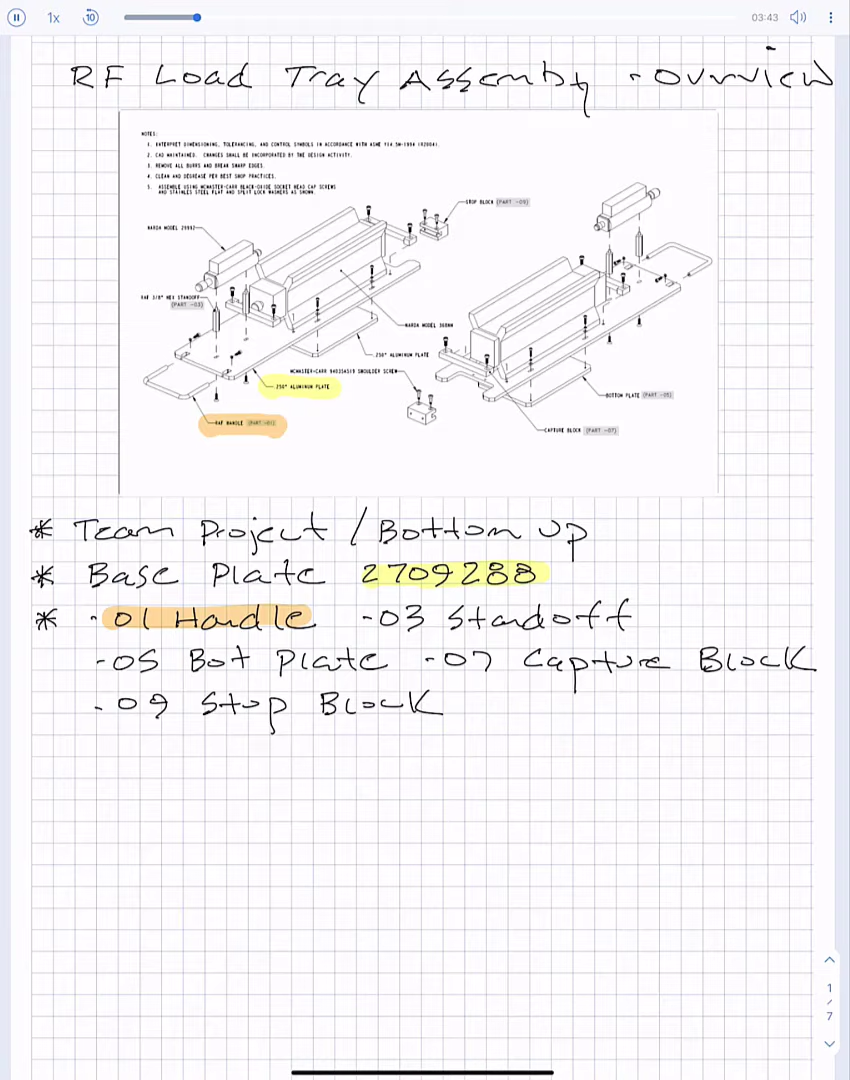 1x
10
03:43
RF Load Tray Assembly - Overview
NOTES:
1. INTERPRET DIMENSIONING, TOLERANCING, AND CONTROL SYMBOLS IN ACCORDANCE WITH ASME Y14.5M-1994 (R2004).
2. CAD MAINTAINED. CHANGES SHALL BE INCORPORATED BY THE DESIGN ACTIVITY.
3. REMOVE ALL BURRS AND BREAK SHARP EDGES.
4. CLEAN AND DEGREASE PER BEST SHOP PRACTICES.
5. ASSEMBLE USING MCMASTER-CARR BLACK-OXIDE SOCKET HEAD CAP SCREWS
AND STAINLES STEEL FLAT AND SPLIT LOCK WASHERS AS SHOWN.
STOP BLOCK (PART -09)
NARDA MODEL
RAF 3/8" HEX STANDOFF
(PART -03)
NARDA MODEL
.250" ALUMINUM PLATE
MCMASTER-CARR SHOULDER SCREW
.250" ALUMINUM PLATE
BOTTOM PLATE (PART -05)
RAF HANDLE (PART -01)
CAPTURE BLOCK (PART -07)
* Team Project / Bottom Up
* Base Plate 2709288
* -01 Handle -03 Standoff
-05 Bot Plate -07 Capture Block
-09 Stop Block
1
/
7